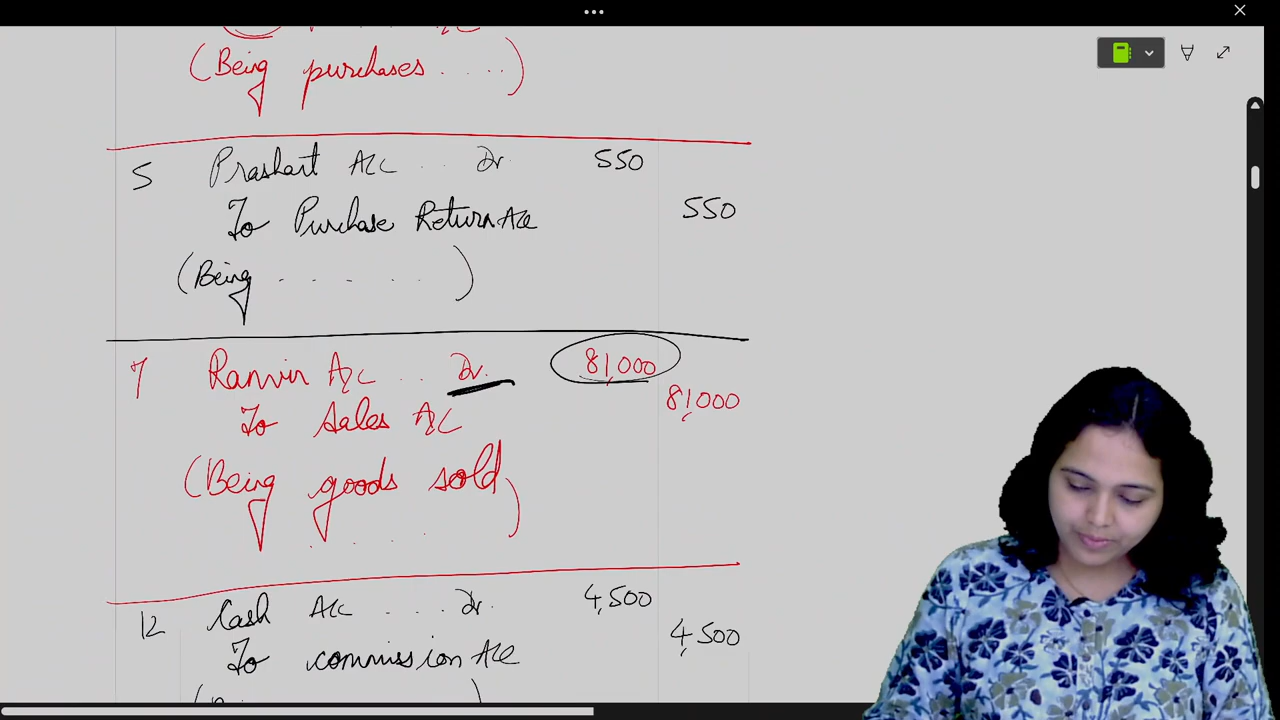 (Being purchases ....)
5 Prashant A/c .. Dr. 550
To Purchase Return A/c 550
(Being ......)
7 Ranvir A/c .. Dr. 81,000
To Sales A/c 81,000
(Being goods sold
.....)
12 Cash A/c .... Dr. 4,500
To commission A/c 4,500